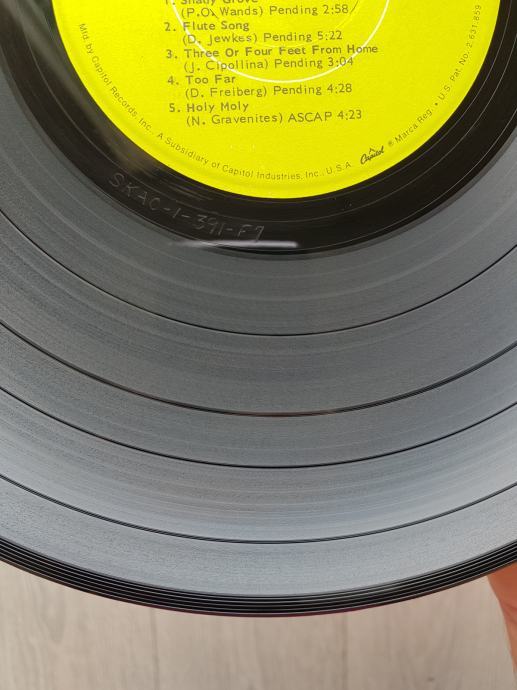 1. Shady Grove
(P.O. Wands) Pending 2:58
2. Flute Song
(D. Jewkes) Pending 5:22
3. Three Or Four Feet From Home
(J. Cipollina) Pending 3:04
4. Too Far
(D. Freiberg) Pending 4:28
5. Holy Moly
(N. Gravenites) ASCAP 4:23
Mfd. by Capitol Records, Inc., A Subsidiary of Capitol Industries, Inc., U.S.A. Capitol ® Marca Reg. • U.S. Pat. No. 2,631,859
SKAO-1-391-F7